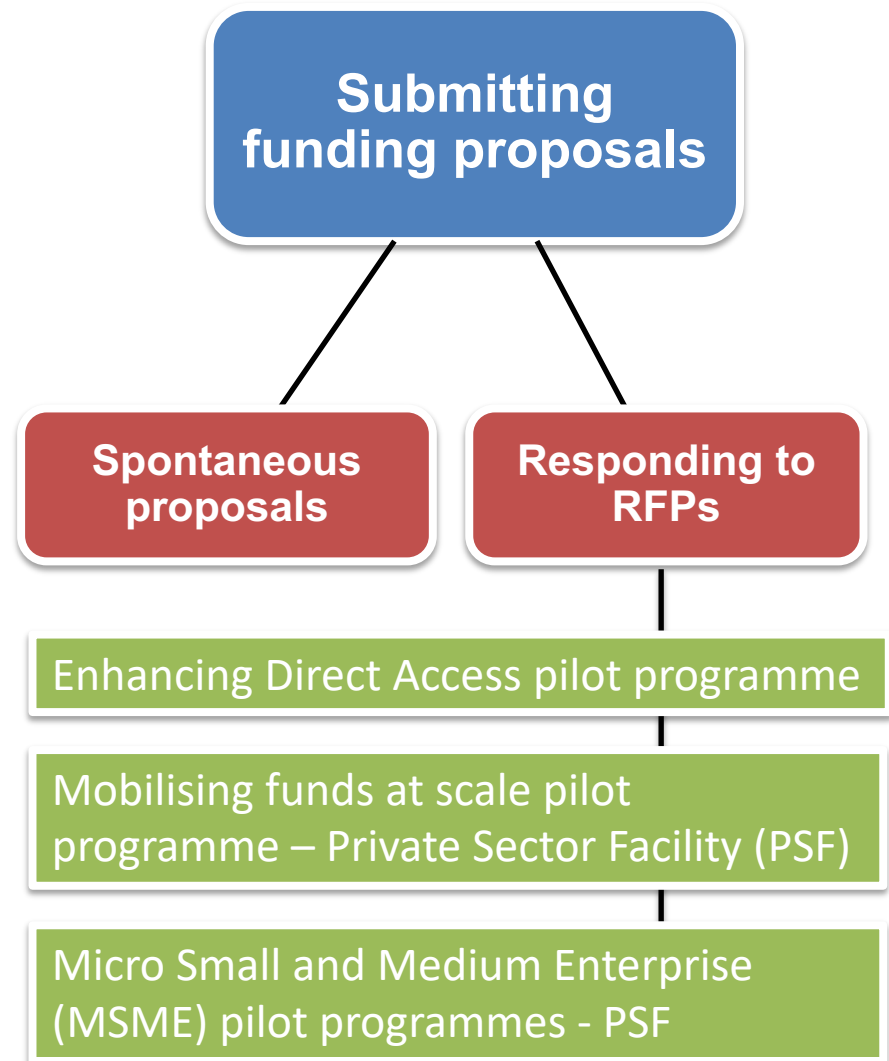 Submitting
funding proposals
Spontaneous
proposals
Responding to
RFPs
Enhancing Direct Access pilot programme
Mobilising funds at scale pilot
programme – Private Sector Facility (PSF)
Micro Small and Medium Enterprise
(MSME) pilot programmes - PSF